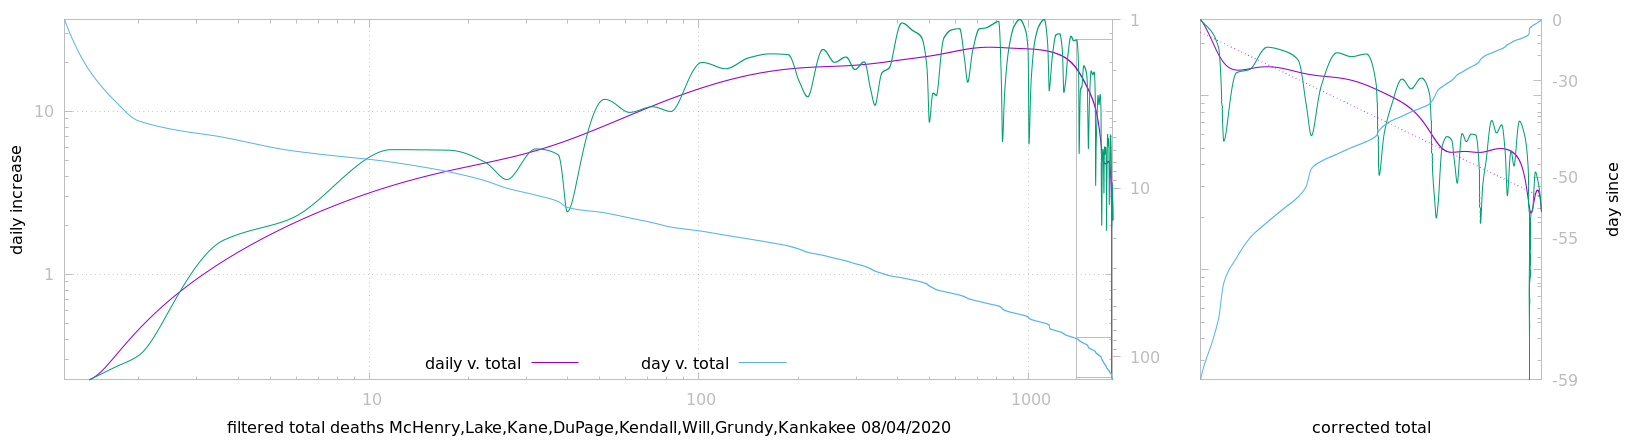 1
0
10
-30
daily increase
10
-50
day since
1
-55
daily v. total
day v. total
100
-59
10
100
1000
filtered total deaths McHenry,Lake,Kane,DuPage,Kendall,Will,Grundy,Kankakee 08/04/2020
corrected total